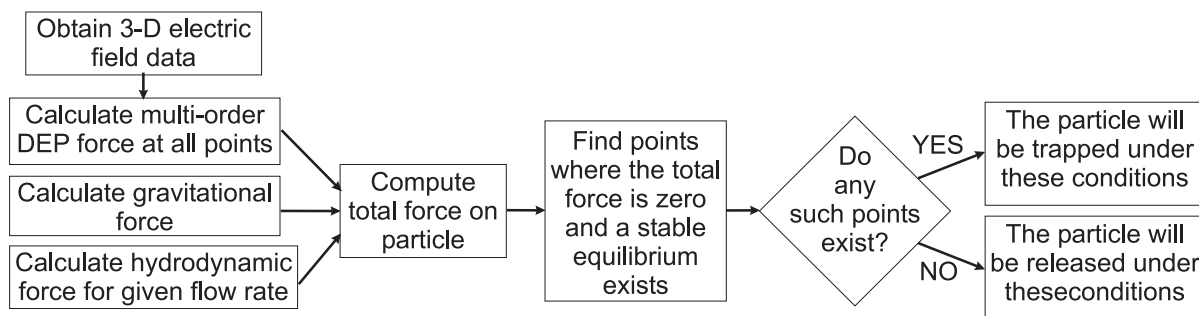 Obtain 3-D electric
field data
Calculate multi-order
DEP force at all points
Calculate gravitational
force
Calculate hydrodynamic
force for given flow rate
Compute
total force on
particle
Find points
where the total
force is zero
and a stable
equilibrium
exists
Do
any
such points
exist?
YES
The particle will
be trapped under
these conditions
NO
The particle will
be released under
theseconditions